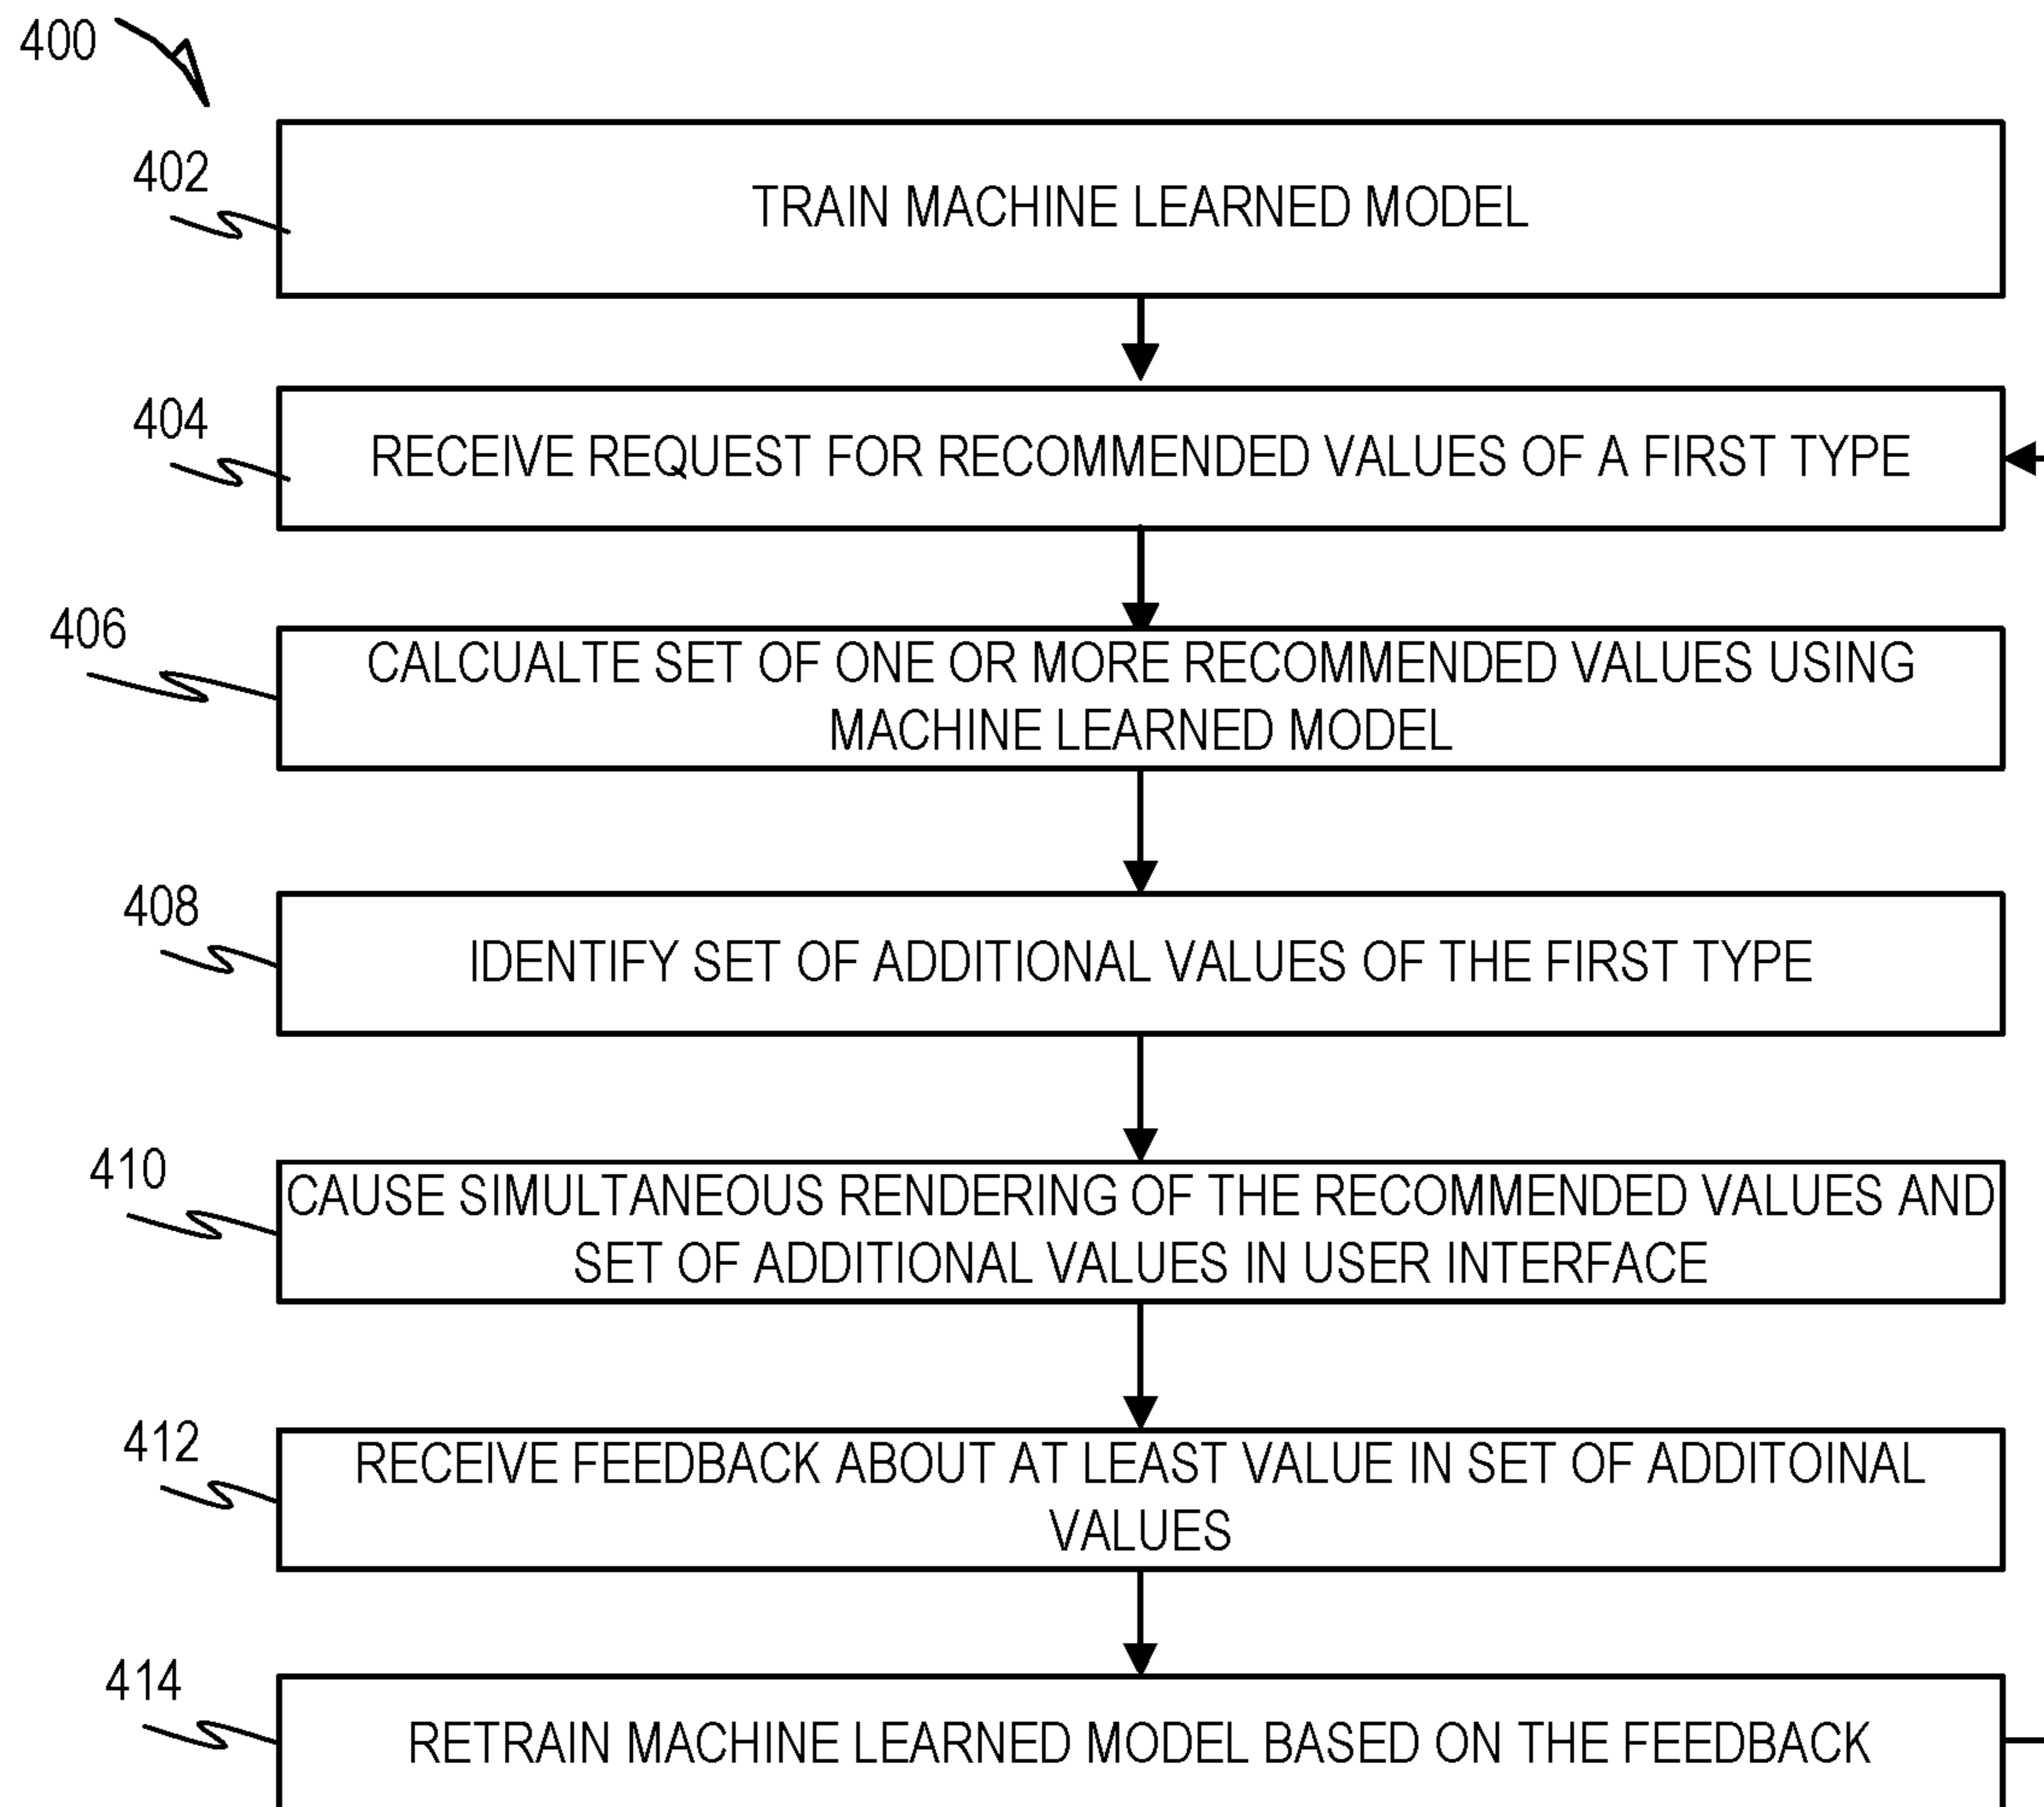 400
402
TRAIN MACHINE LEARNED MODEL
404
RECEIVE REQUEST FOR RECOMMENDED VALUES OF A FIRST TYPE
406
CALCUALTE SET OF ONE OR MORE RECOMMENDED VALUES USING
MACHINE LEARNED MODEL
408
IDENTIFY SET OF ADDITIONAL VALUES OF THE FIRST TYPE
410
CAUSE SIMULTANEOUS RENDERING OF THE RECOMMENDED VALUES AND
SET OF ADDITIONAL VALUES IN USER INTERFACE
412
RECEIVE FEEDBACK ABOUT AT LEAST VALUE IN SET OF ADDITOINAL
VALUES
414
RETRAIN MACHINE LEARNED MODEL BASED ON THE FEEDBACK